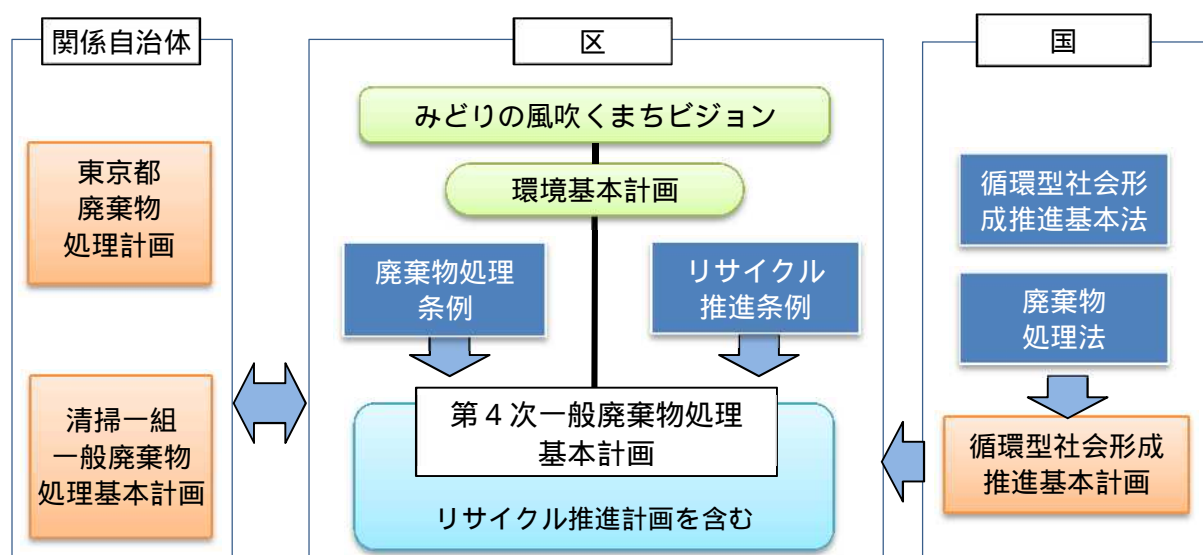 関係自治体
東京都
廃棄物
処理計画
清掃一組
一般廃棄物
処理基本計画
区
みどりの風吹くまちビジョン
環境基本計画
廃棄物処理
条例
リサイクル
推進条例
第４次一般廃棄物処理
基本計画
リサイクル推進計画を含む
国
循環型社会形
成推進基本法
廃棄物
処理法
循環型社会形成
推進基本計画